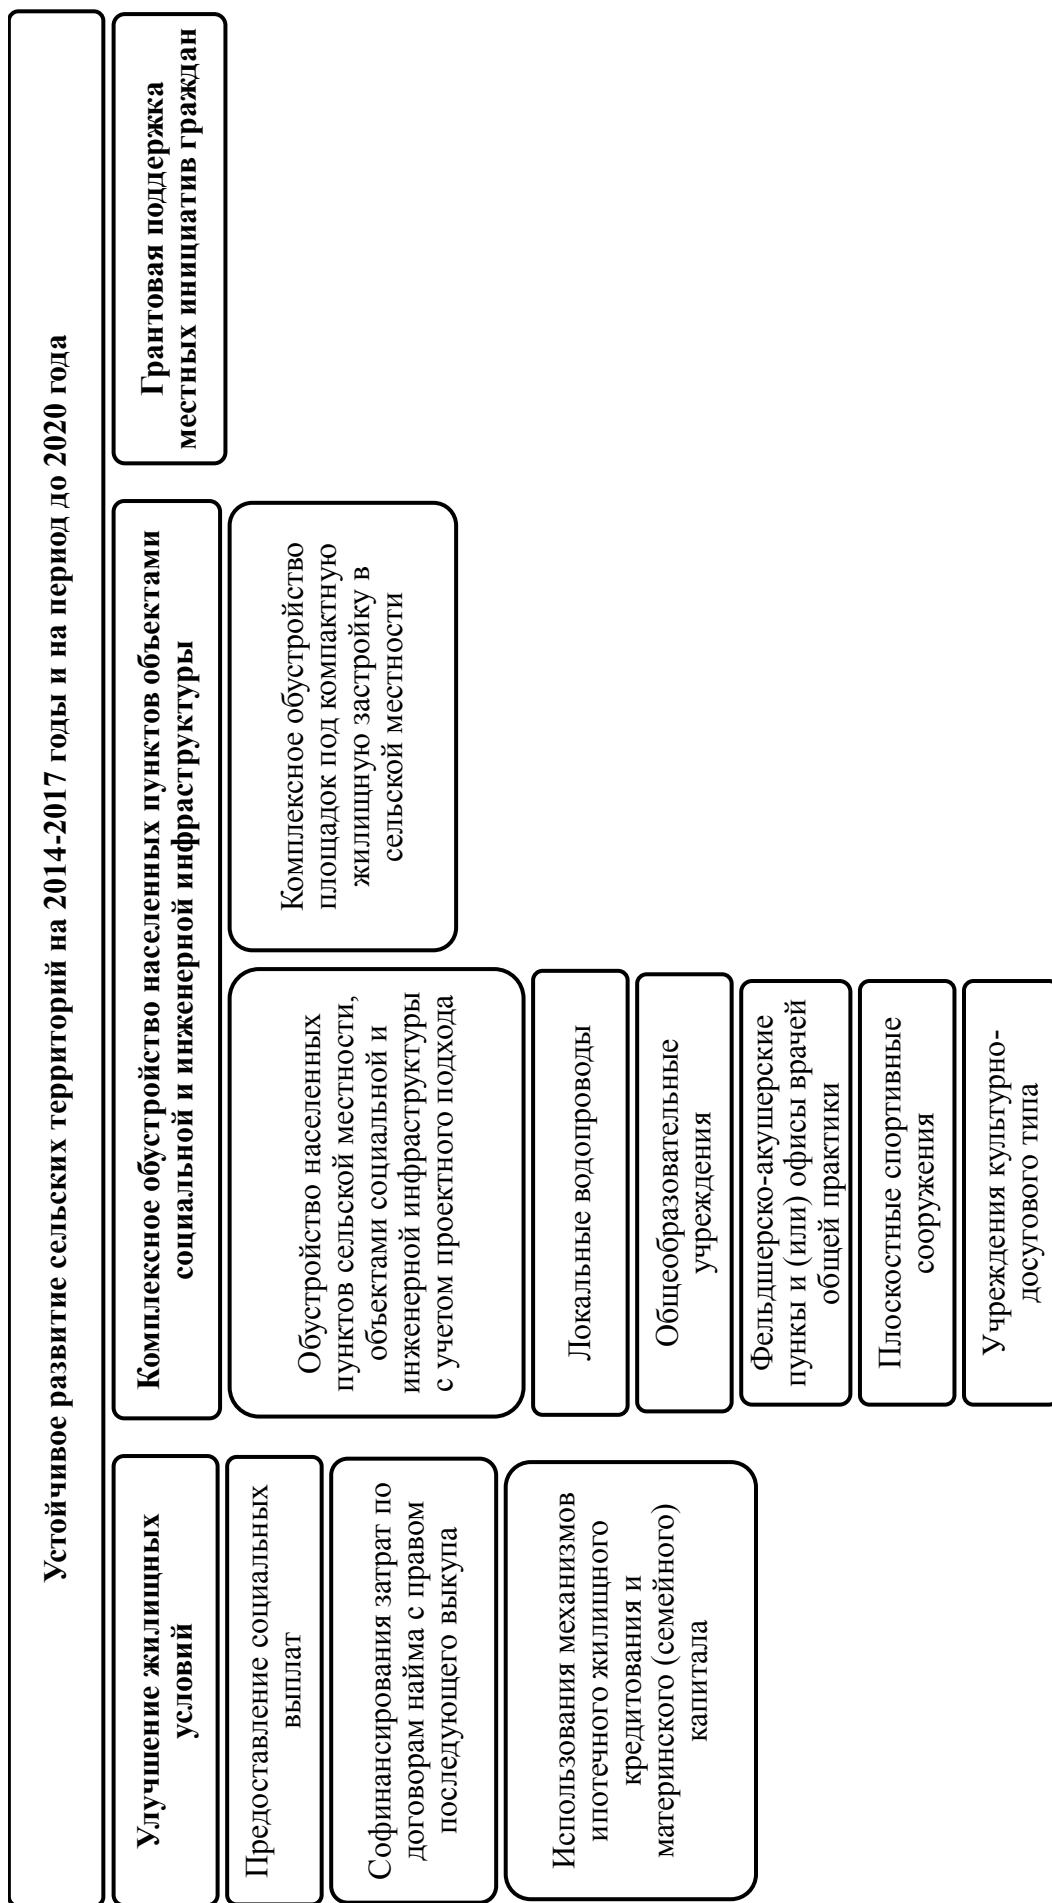 Устойчивое развитие сельских территорий на 2014-2017 годы и на период до 2020 года
Улучшение жилищных
условий
Предоставление социальных
выплат
Софинансирования затрат по
договорам найма с правом
последующего выкупа
Использования механизмов
ипотечного жилищного
кредитования и
материнского (семейного)
капитала
Комплексное обустройство населенных пунктов объектами
социальной и инженерной инфраструктуры
Обустройство населенных
пунктов сельской местности,
объектами социальной и
инженерной инфраструктуры
с учетом проектного подхода
Локальные водопроводы
Общеобразовательные
учреждения
Фельдшерско-акушерские
пункы и (или) офисы врачей
общей практики
Плоскостные спортивные
сооружения
Учреждения культурно-
досугового типа
Комплексное обустройство
площадок под компактную
жилищную застройку в
сельской местности
Грантовая поддержка
местных инициатив граждан